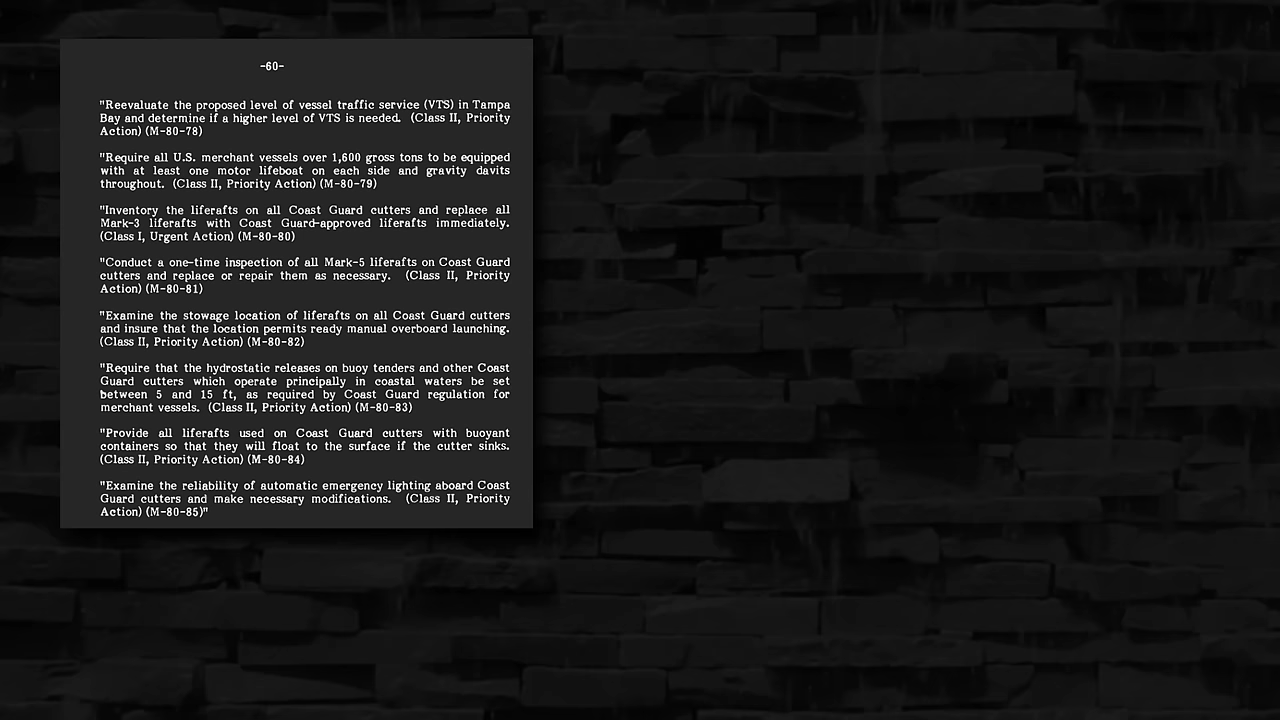 -60-
"Reevaluate the proposed level of vessel traffic service (VTS) in Tampa
Bay and determine if a higher level of VTS is needed. (Class II, Priority
Action) (M-80-78)
"Require all U.S. merchant vessels over 1,600 gross tons to be equipped
with at least one motor lifeboat on each side and gravity davits
throughout. (Class II, Priority Action) (M-80-79)
"Inventory the liferafts on all Coast Guard cutters and replace all
Mark-3 liferafts with Coast Guard-approved liferafts immediately.
(Class I, Urgent Action) (M-80-80)
"Conduct a one-time inspection of all Mark-5 liferafts on Coast Guard
cutters and replace or repair them as necessary. (Class II, Priority
Action) (M-80-81)
"Examine the stowage location of liferafts on all Coast Guard cutters
and insure that the location permits ready manual overboard launching.
(Class II, Priority Action) (M-80-82)
"Require that the hydrostatic releases on buoy tenders and other Coast
Guard cutters which operate principally in coastal waters be set
between 5 and 15 ft, as required by Coast Guard regulation for
merchant vessels. (Class II, Priority Action) (M-80-83)
"Provide all liferafts used on Coast Guard cutters with buoyant
containers so that they will float to the surface if the cutter sinks.
(Class II, Priority Action) (M-80-84)
"Examine the reliability of automatic emergency lighting aboard Coast
Guard cutters and make necessary modifications. (Class II, Priority
Action) (M-80-85)"